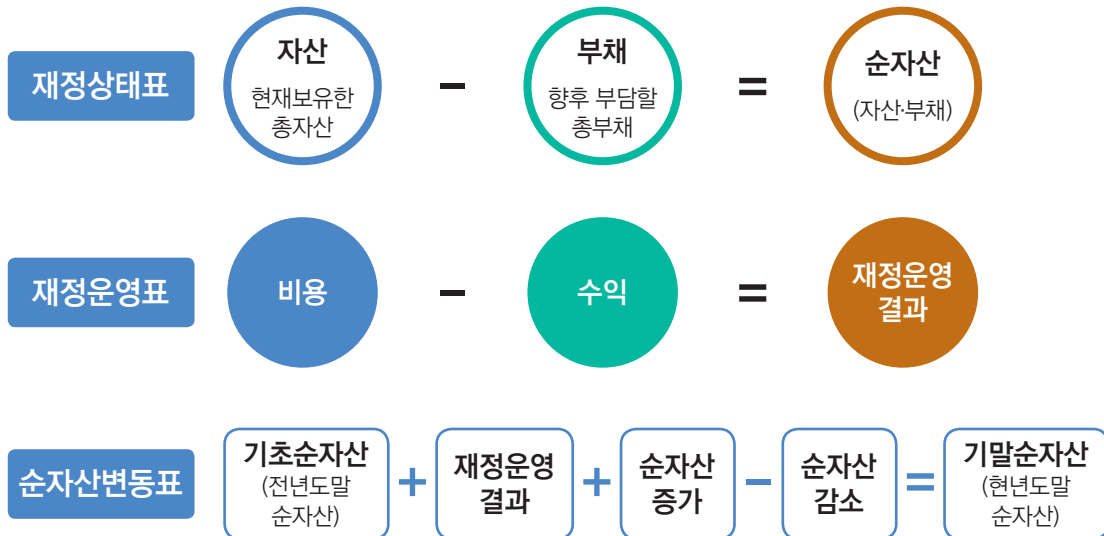 재정상태표
자산
현재보유한
총자산
−
부채
향후 부담할
총부채
=
순자산
(자산·부채)
재정운영표
비용
−
수익
=
재정운영
결과
순자산변동표
기초순자산
(전년도말
순자산)
+
재정운영
결과
+
순자산
증가
−
순자산
감소
=
기말순자산
(현년도말
순자산)